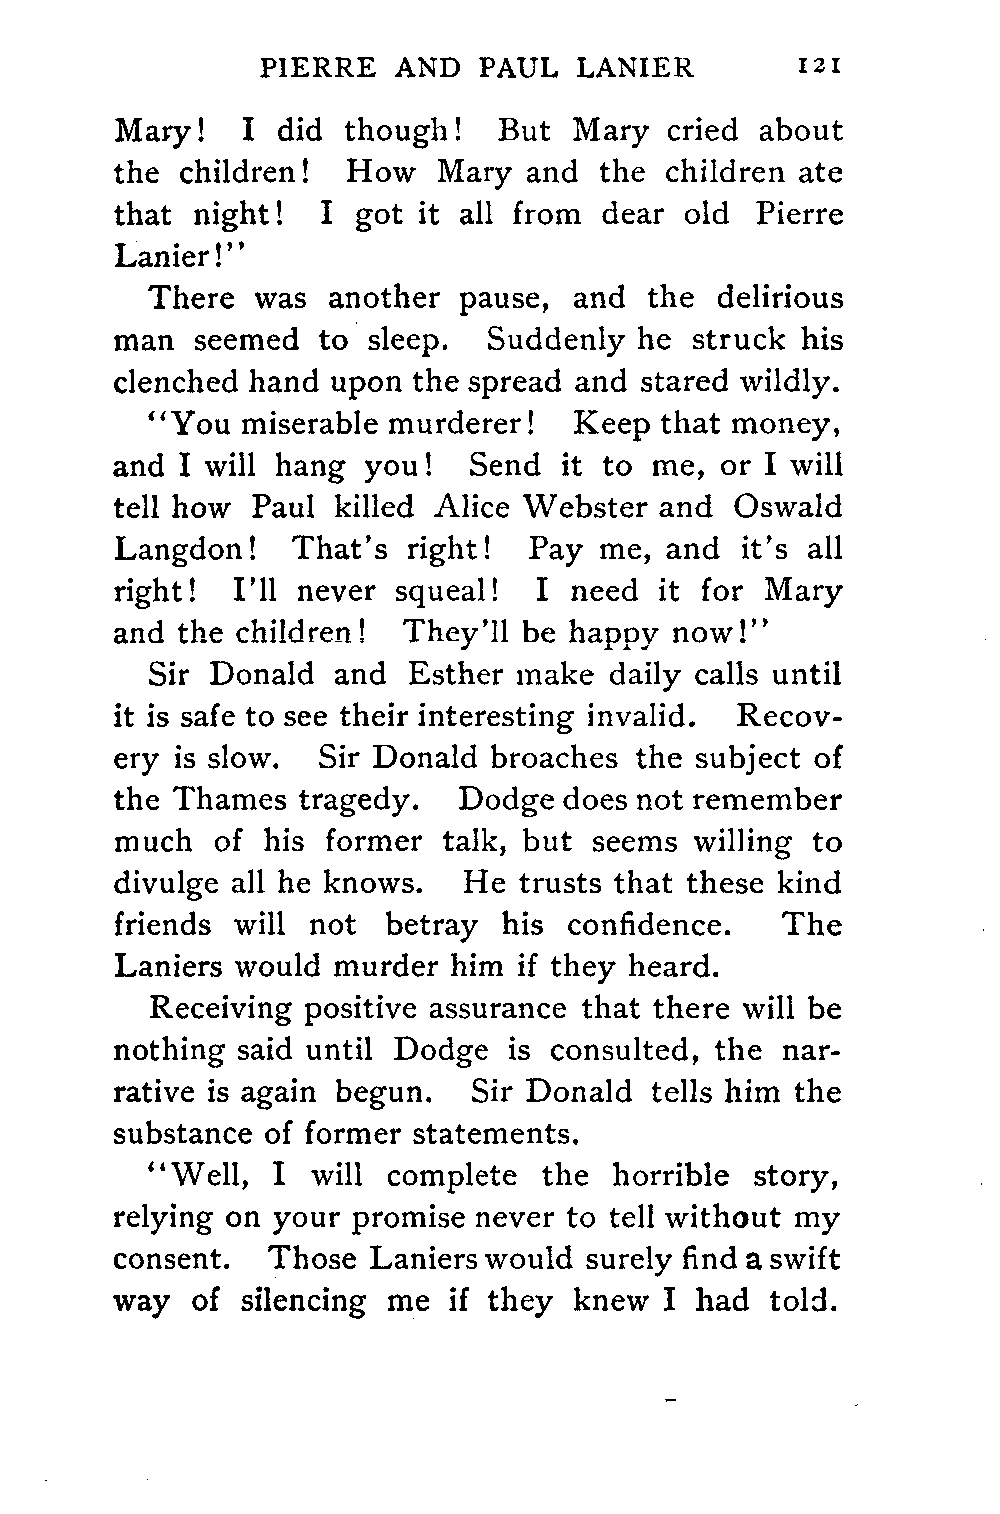 PIERRE AND PAUL LANIER 121
Mary! I did though! But Mary cried about
the children! How Mary and the children ate
that night! I got it all from dear old Pierre
Lanier!''
There was another pause, and the delirious
man seemed to sleep. Suddenly he struck his
clenched hand upon the spread and stared wildly.
‘‘You miserable murderer! Keep that money,
and I will hang you! Send it to me, or I will
tell how Paul killed Alice Webster and Oswald
Langdon! That's right! Pay me, and it's all
right! I'll never squeal! I need it for Mary
and the children! They'll be happy now!''
Sir Donald and Esther make daily calls until
it is safe to see their interesting invalid. Recov-
ery is slow. Sir Donald broaches the subject of
the Thames tragedy. Dodge does not remember
much of his former talk, but seems willing to
divulge all he knows. He trusts that these kind
friends will not betray his confidence. The
Laniers would murder him if they heard.
Receiving positive assurance that there will be
nothing said until Dodge is consulted, the nar-
rative is again begun. Sir Donald tells him the
substance of former statements.
‘‘Well, I will complete the horrible story,
relying on your promise never to tell without my
consent. Those Laniers would surely find a swift
way of silencing me if they knew I had told.